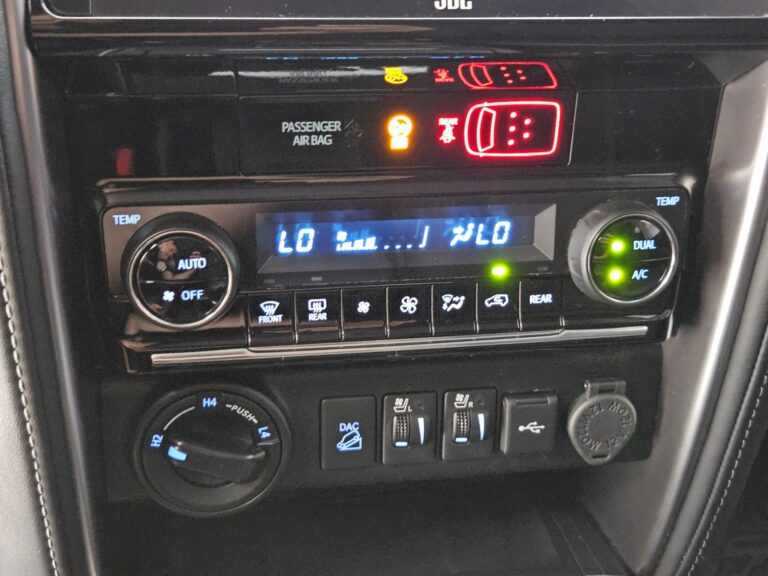 JBL
PASSENGER
AIR BAG
REAR
TEMP
TEMP
LO
LO
AUTO
OFF
DUAL
A/C
FRONT
REAR
REAR
H2
H4
PUSH
L4
DAC
L
R